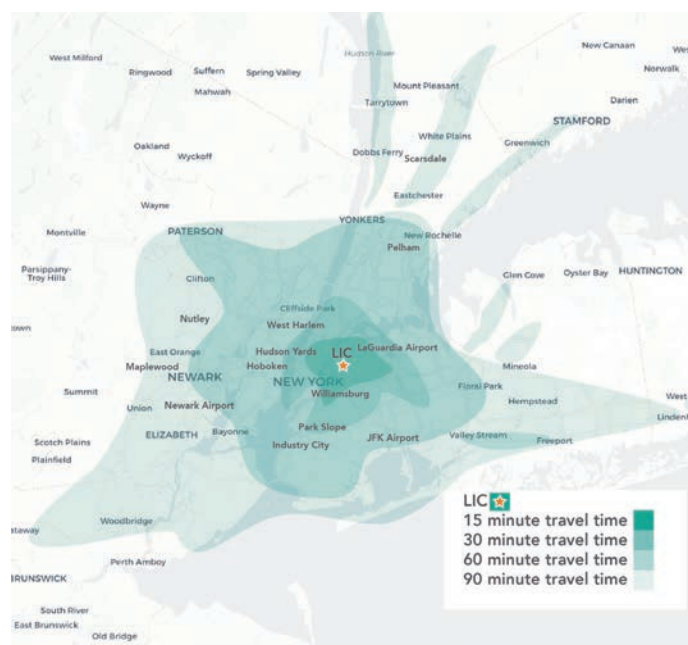 Hudson River
New Canaan
West Milford
Ringwood
Suffern
Spring Valley
Norwalk
Mahwah
Mount Pleasant
Tarrytown
Darien
STAMFORD
White Plains
Oakland
Wyckoff
Dobbs Ferry
Scarsdale
Greenwich
Eastchester
Wayne
YONKERS
Montville
PATERSON
New Rochelle
Pelham
Parsippany-
Troy Hills
Clifton
Glen Cove
Oyster Bay
HUNTINGTON
Cliffside Park
Nutley
West Harlem
own
East Orange
Hudson Yards
LIC
LaGuardia Airport
Maplewood
Hoboken
Mineola
NEWARK
NEW YORK
Floral Park
Summit
Williamsburg
Hempstead
West
Union
Newark Airport
Linden
ELIZABETH
Bayonne
Park Slope
JFK Airport
Valley Stream
Freeport
Scotch Plains
Industry City
Plainfield
LIC
15 minute travel time
30 minute travel time
60 minute travel time
90 minute travel time
ataway
Woodbridge
Perth Amboy
RUNSWICK
South River
East Brunswick
Old Bridge